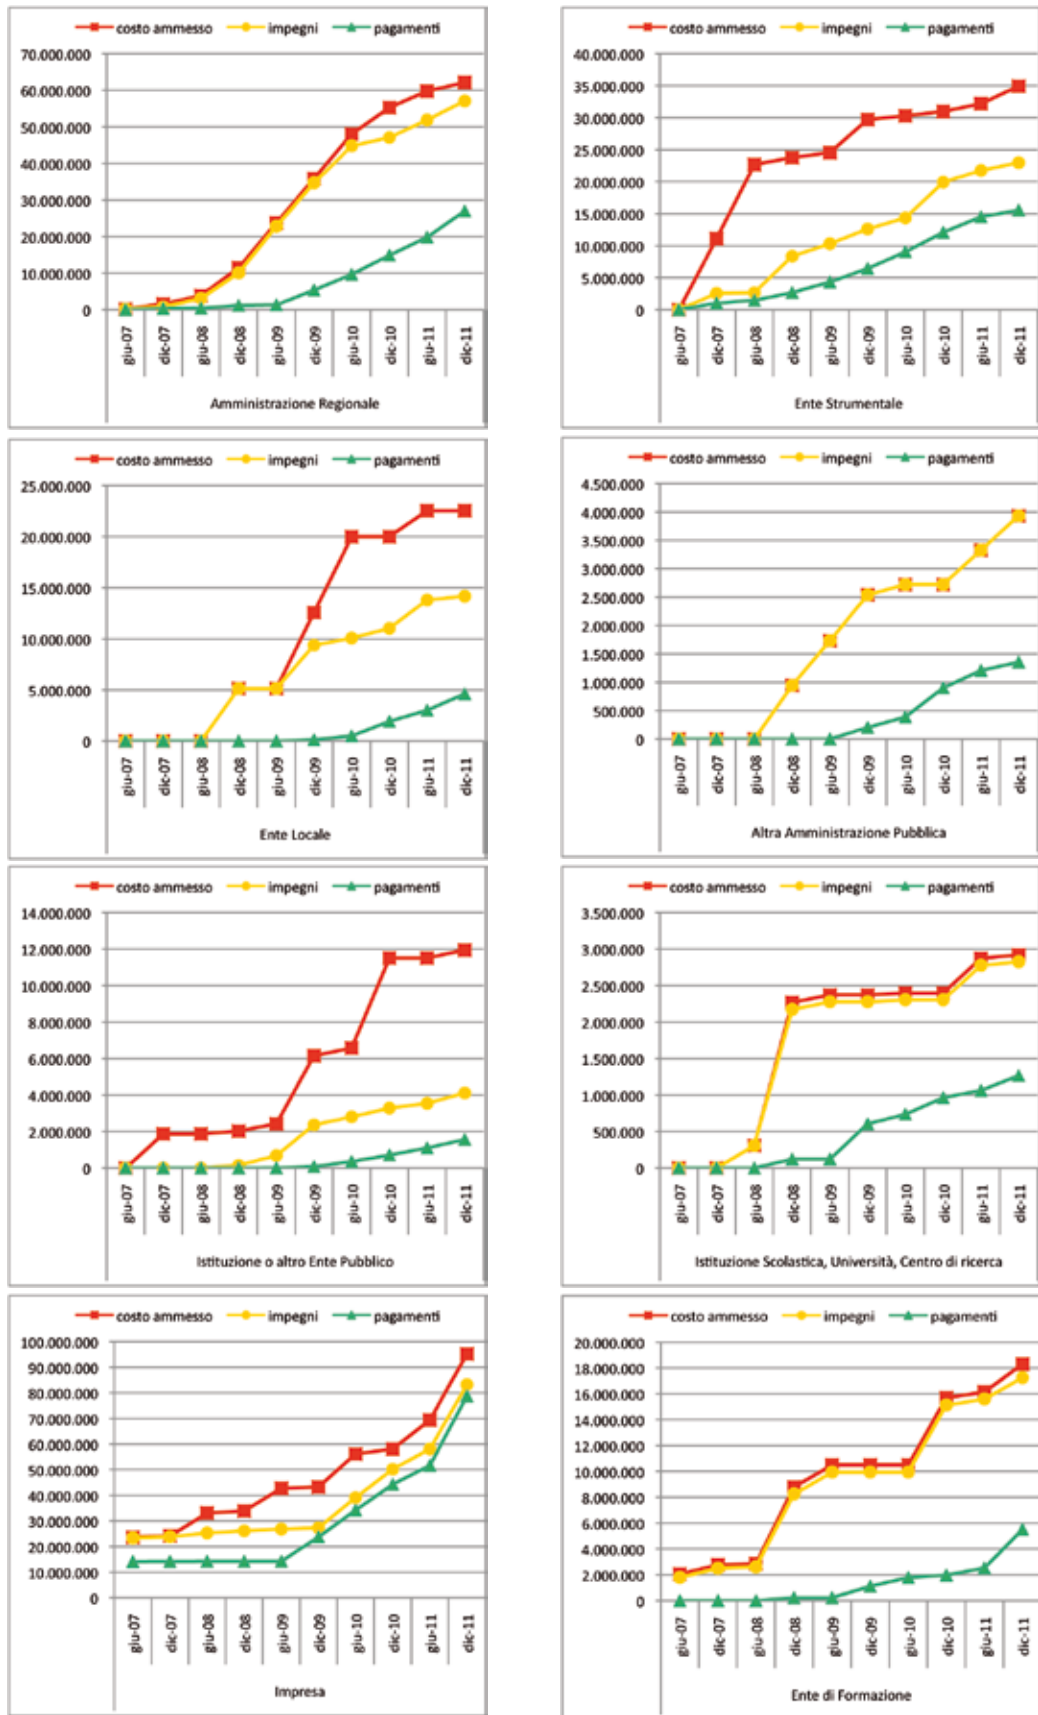 costo ammesso impegni pagamenti
70.000.000
60.000.000
50.000.000
40.000.000
30.000.000
20.000.000
10.000.000
0
giu-07 dic-07 giu-08 dic-08 giu-09 dic-09 giu-10 dic-10 giu-11 dic-11
Amministrazione Regionale
costo ammesso impegni pagamenti
40.000.000
35.000.000
30.000.000
25.000.000
20.000.000
15.000.000
10.000.000
5.000.000
0
giu-07 dic-07 giu-08 dic-08 giu-09 dic-09 giu-10 dic-10 giu-11 dic-11
Ente Strumentale
costo ammesso impegni pagamenti
25.000.000
20.000.000
15.000.000
10.000.000
5.000.000
0
giu-07 dic-07 giu-08 dic-08 giu-09 dic-09 giu-10 dic-10 giu-11 dic-11
Ente Locale
costo ammesso impegni pagamenti
4.500.000
4.000.000
3.500.000
3.000.000
2.500.000
2.000.000
1.500.000
1.000.000
500.000
0
giu-07 dic-07 giu-08 dic-08 giu-09 dic-09 giu-10 dic-10 giu-11 dic-11
Altra Amministrazione Pubblica
costo ammesso impegni pagamenti
14.000.000
12.000.000
10.000.000
8.000.000
6.000.000
4.000.000
2.000.000
0
giu-07 dic-07 giu-08 dic-08 giu-09 dic-09 giu-10 dic-10 giu-11 dic-11
Istituzione o altro Ente Pubblico
costo ammesso impegni pagamenti
3.500.000
3.000.000
2.500.000
2.000.000
1.500.000
1.000.000
500.000
0
giu-07 dic-07 giu-08 dic-08 giu-09 dic-09 giu-10 dic-10 giu-11 dic-11
Istituzione Scolastica, Università, Centro di ricerca
costo ammesso impegni pagamenti
100.000.000
90.000.000
80.000.000
70.000.000
60.000.000
50.000.000
40.000.000
30.000.000
20.000.000
10.000.000
0
giu-07 dic-07 giu-08 dic-08 giu-09 dic-09 giu-10 dic-10 giu-11 dic-11
Impresa
costo ammesso impegni pagamenti
20.000.000
18.000.000
16.000.000
14.000.000
12.000.000
10.000.000
8.000.000
6.000.000
4.000.000
2.000.000
0
giu-07 dic-07 giu-08 dic-08 giu-09 dic-09 giu-10 dic-10 giu-11 dic-11
Ente di Formazione